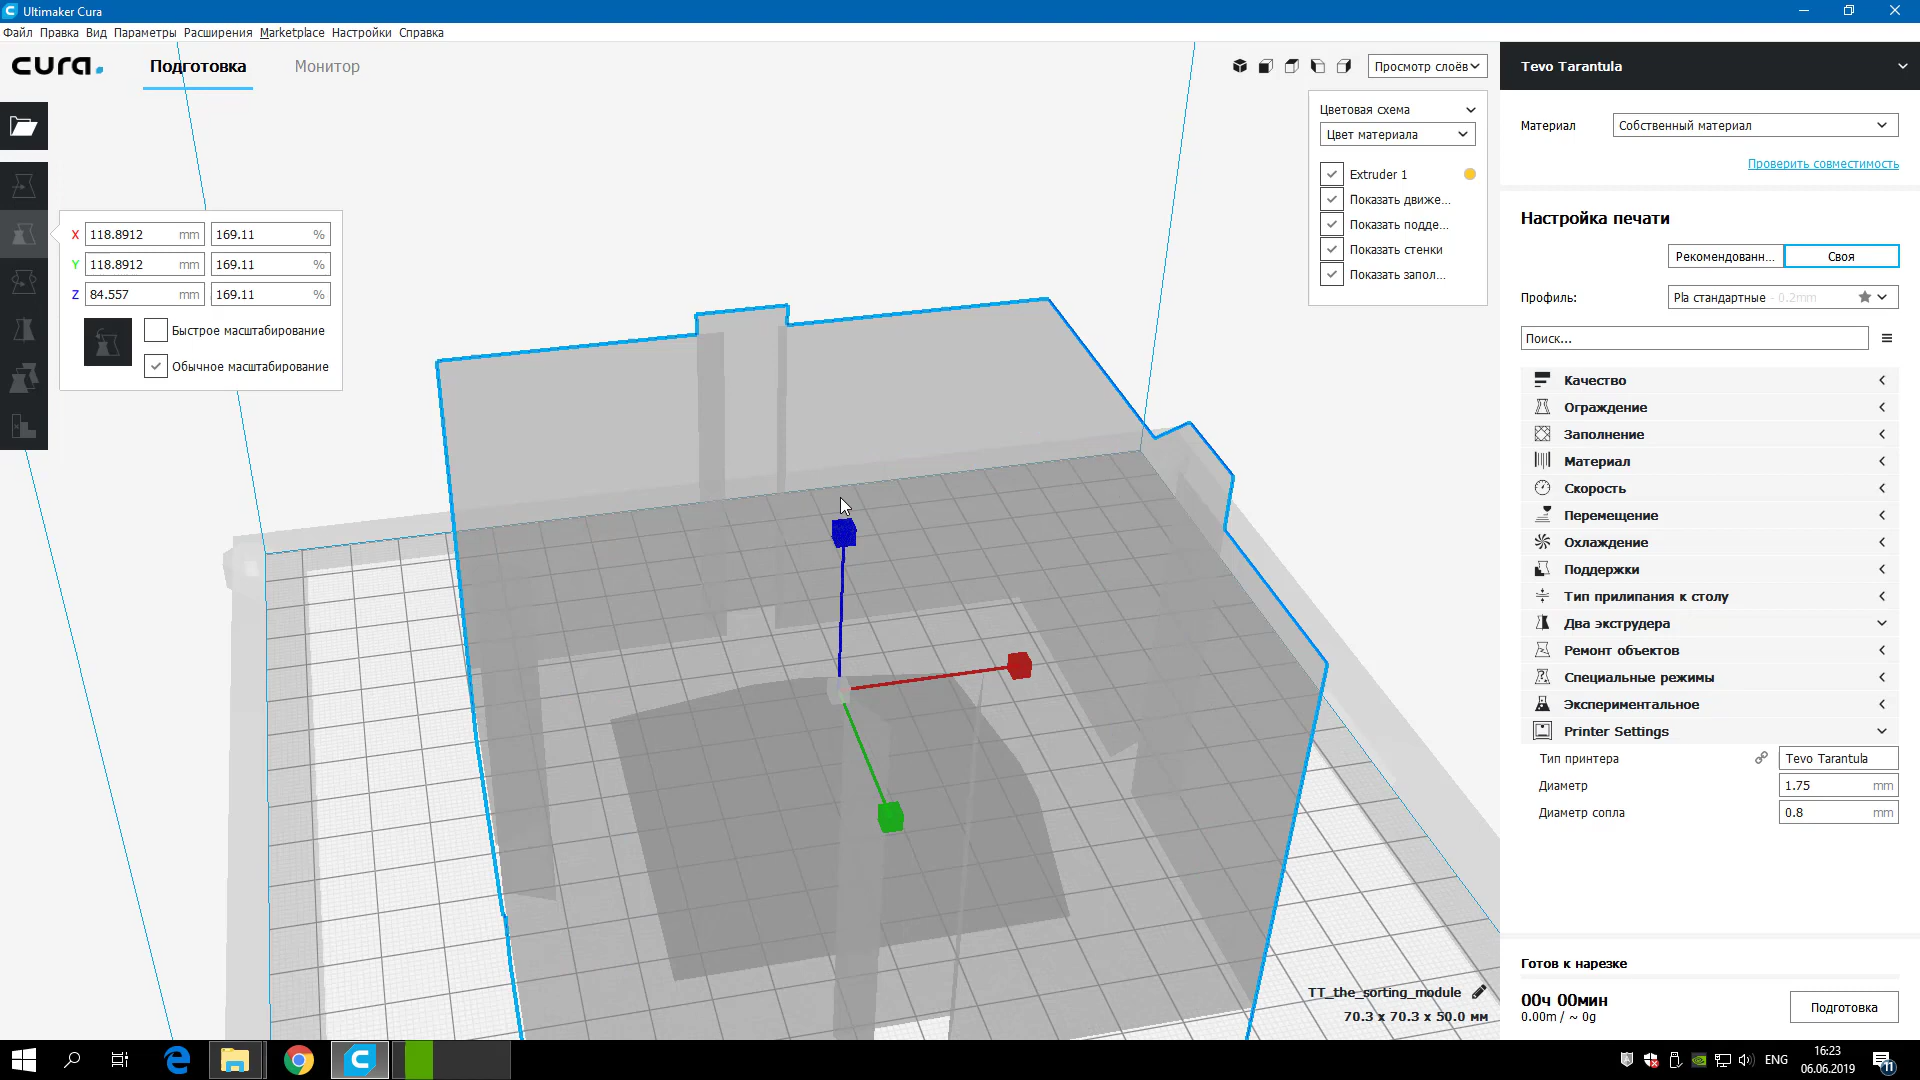 Ultimaker Cura
Файл Правка Вид Параметры Расширения Marketplace Настройки Справка
cura.
Подготовка
Монитор
Просмотр слоёв
Tevo Tarantula
Цветовая схема
Цвет материала
Extruder 1
Показать движе...
Показать подде...
Показать стенки
Показать запол...
X 118.8912 mm 169.11 %
Y 118.8912 mm 169.11 %
Z 84.557 mm 169.11 %
Быстрое масштабирование
Обычное масштабирование
Материал
Собственный материал
Проверить совместимость
Настройка печати
Рекомендованн...
Своя
Профиль:
Pla стандартные - 0.2mm
Поиск...
Качество
Ограждение
Заполнение
Материал
Скорость
Перемещение
Охлаждение
Поддержки
Тип прилипания к столу
Два экструдера
Ремонт объектов
Специальные режимы
Экспериментальное
Printer Settings
Тип принтера Tevo Tarantula
Диаметр 1.75 mm
Диаметр сопла 0.8 mm
Готов к нарезке
00ч 00мин
0.00m / ~ 0g
Подготовка
TT_the_sorting_module
70.3 x 70.3 x 50.0 мм
ENG
16:23
06.06.2019
11